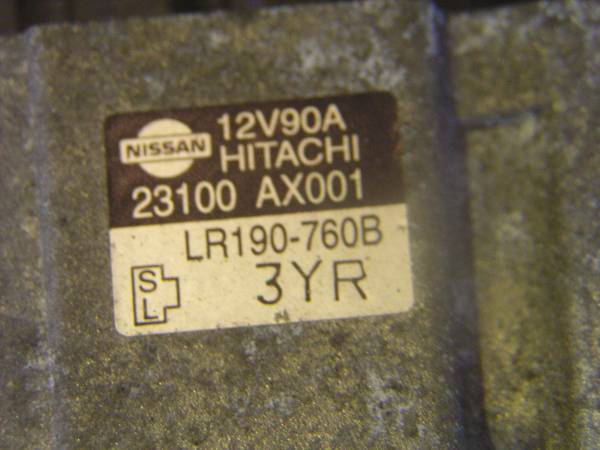 12V90A
NISSAN HITACHI
23100 AX001
LR190-760B
S
L
3YR